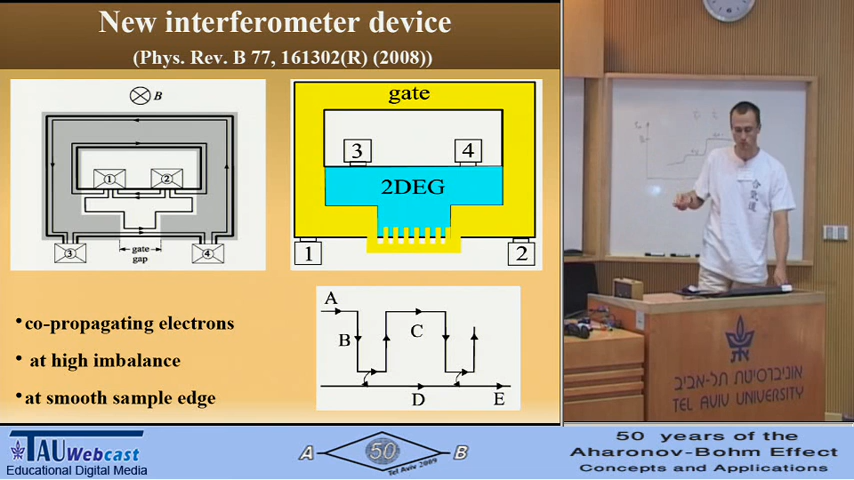 New interferometer device
(Phys. Rev. B 77, 161302(R) (2008))
B
1
2
gate
gap
3
4
gate
3
4
2DEG
1
2
• co-propagating electrons
• at high imbalance
• at smooth sample edge
A
B
C
D
E
אוניברסיטת תל-אביב
TEL AVIV UNIVERSITY
TAU Webcast
Educational Digital Media
A
50
B
Tel Aviv 2009
50 years of the
Aharonov-Bohm Effect
Concepts and Applications